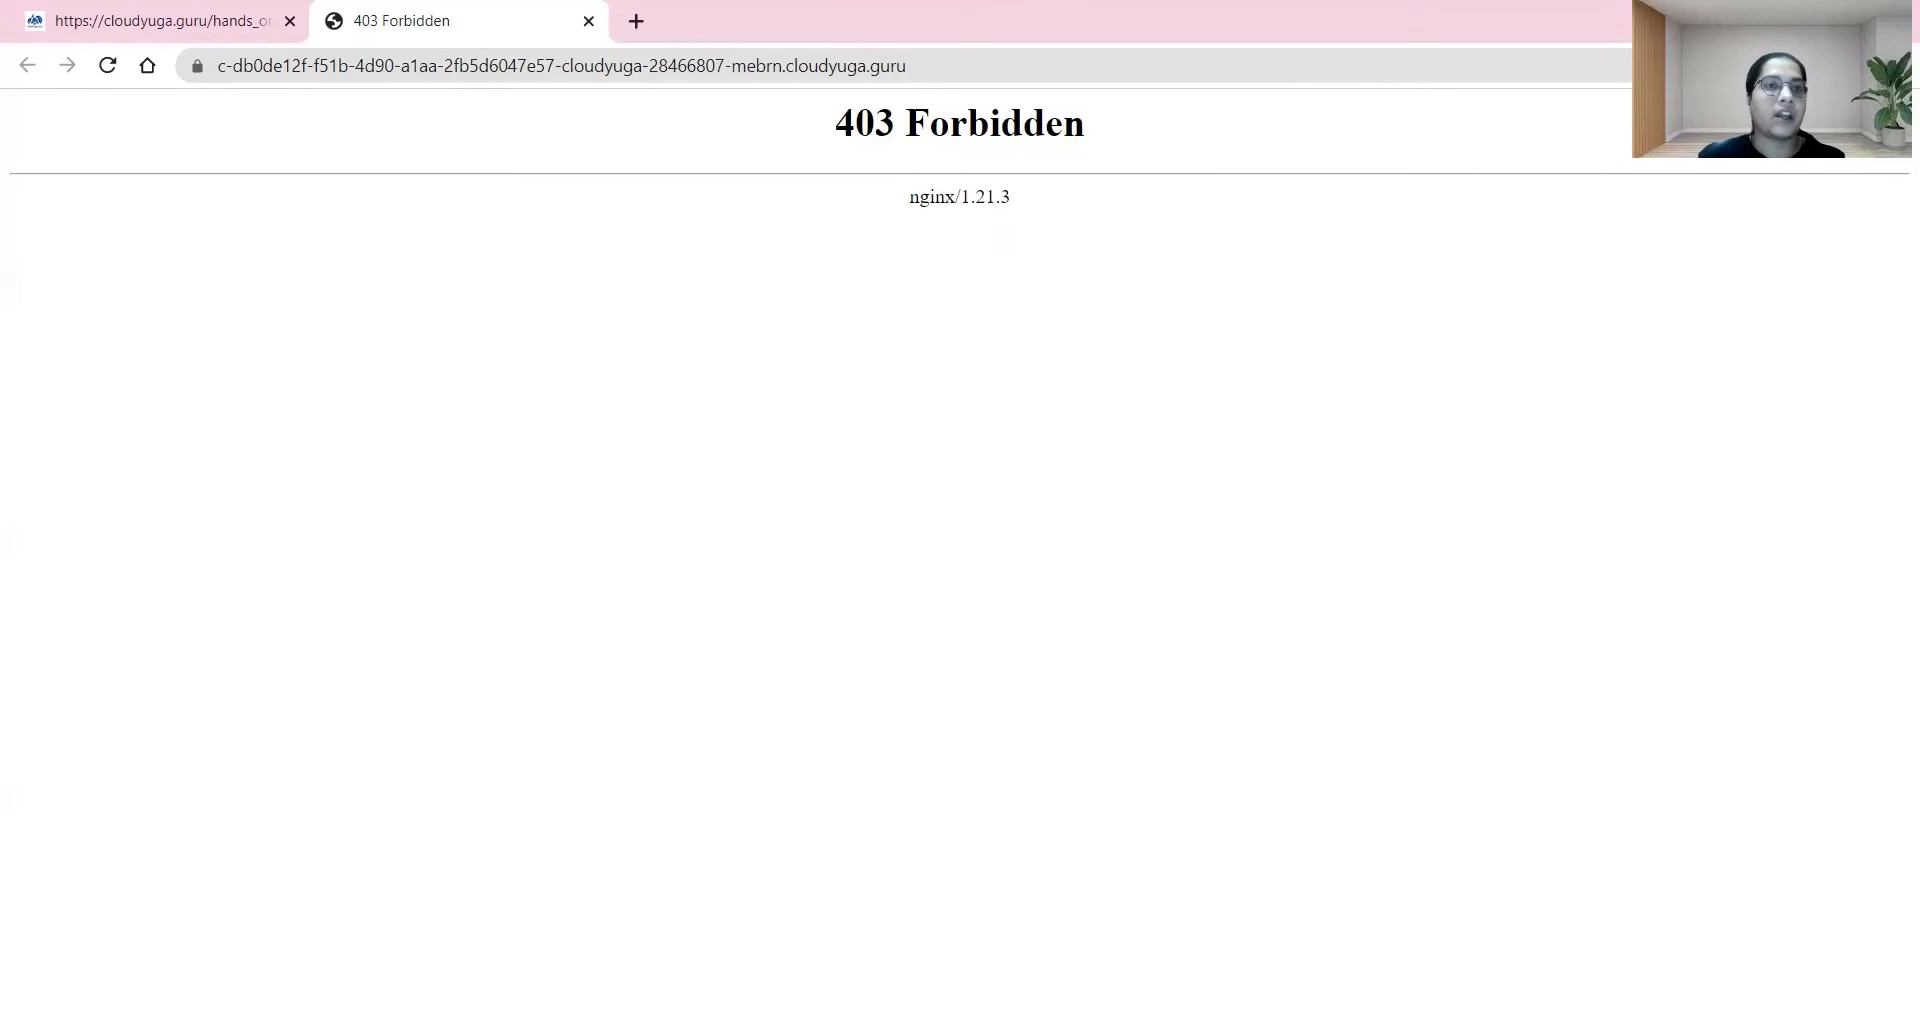 https://cloudyuga.guru/hands_or
403 Forbidden
c-db0de12f-f51b-4d90-a1aa-2fb5d6047e57-cloudyuga-28466807-mebrn.cloudyuga.guru
403 Forbidden
nginx/1.21.3